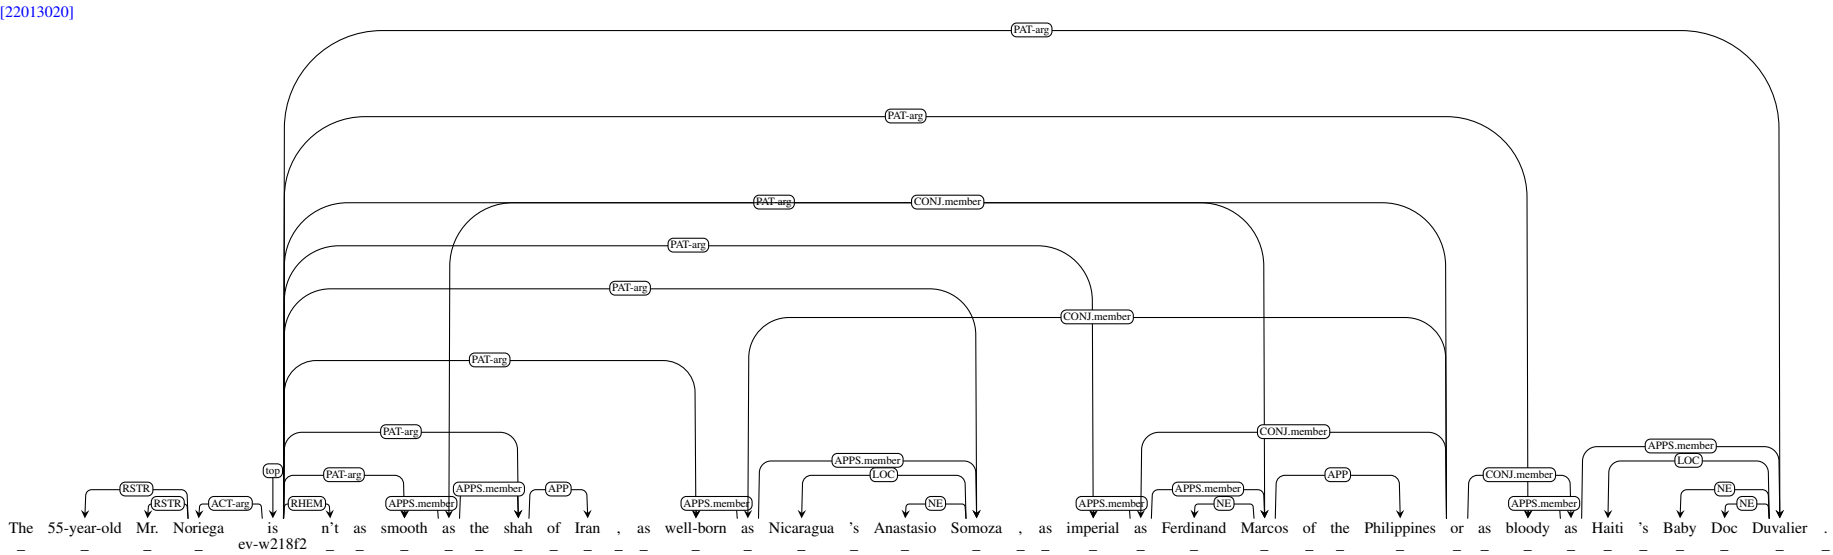 [22013020]
PAT-arg
PAT-arg
PAT-arg CONJ.member
PAT-arg
PAT-arg
CONJ.member
PAT-arg
PAT-arg CONJ.member
APPS.member
APPS.member LOC
top PAT-arg LOC APP CONJ.member
RSTR APPS.member APP APPS.member NE
RSTR ACT-arg RHEM APPS.member APPS.member NE APPS.member NE APPS.member NE
The 55-year-old Mr. Noriega is n't as smooth as the shah of Iran , as well-born as Nicaragua 's Anastasio Somoza , as imperial as Ferdinand Marcos of the Philippines or as bloody as Haiti 's Baby Doc Duvalier .
_ _ _ _ ev-w218f2 _ _ _ _ _ _ _ _ _ _ _ _ _ _ _ _ _ _ _ _ _ _ _ _ _ _ _ _ _ _ _ _ _ _ _